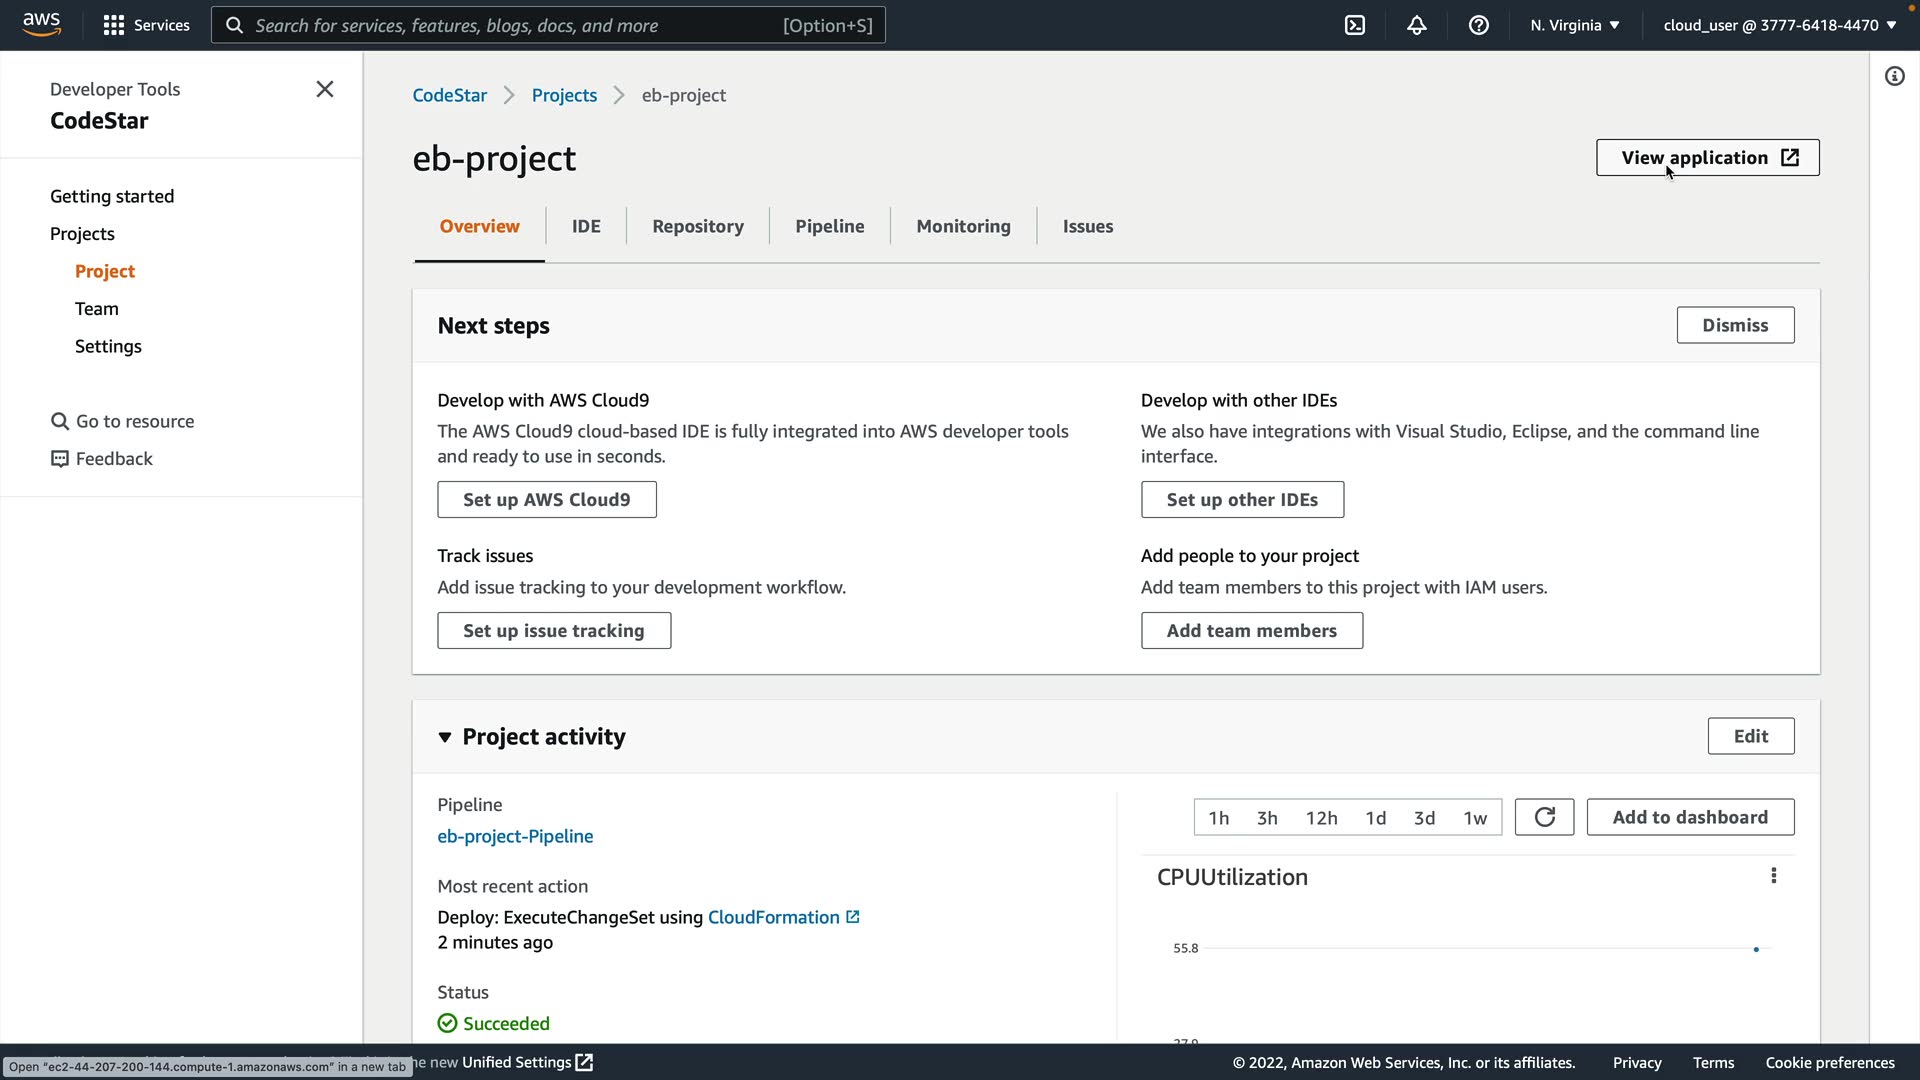 aws
Services
Search for services, features, blogs, docs, and more
[Option+S]
N. Virginia
cloud_user @ 3777-6418-4470
Developer Tools
CodeStar
Getting started
Projects
Project
Team
Settings
Go to resource
Feedback
CodeStar
Projects
eb-project
eb-project
View application
Overview
IDE
Repository
Pipeline
Monitoring
Issues
Next steps
Dismiss
Develop with AWS Cloud9
The AWS Cloud9 cloud-based IDE is fully integrated into AWS developer tools
and ready to use in seconds.
Set up AWS Cloud9
Develop with other IDEs
We also have integrations with Visual Studio, Eclipse, and the command line
interface.
Set up other IDEs
Track issues
Add issue tracking to your development workflow.
Set up issue tracking
Add people to your project
Add team members to this project with IAM users.
Add team members
Project activity
Edit
Pipeline
eb-project-Pipeline
Most recent action
Deploy: ExecuteChangeSet using CloudFormation
2 minutes ago
Status
Succeeded
1h 3h 12h 1d 3d 1w
Add to dashboard
CPUUtilization
55.8
Open "ec2-44-207-200-144.compute-1.amazonaws.com" in a new tab
new Unified Settings
© 2022, Amazon Web Services, Inc. or its affiliates.
Privacy
Terms
Cookie preferences